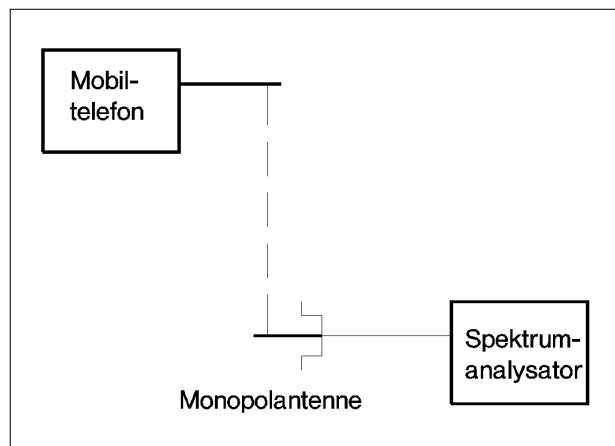 Mobil-
telefon
Spektrum-
analysator
Monopolantenne